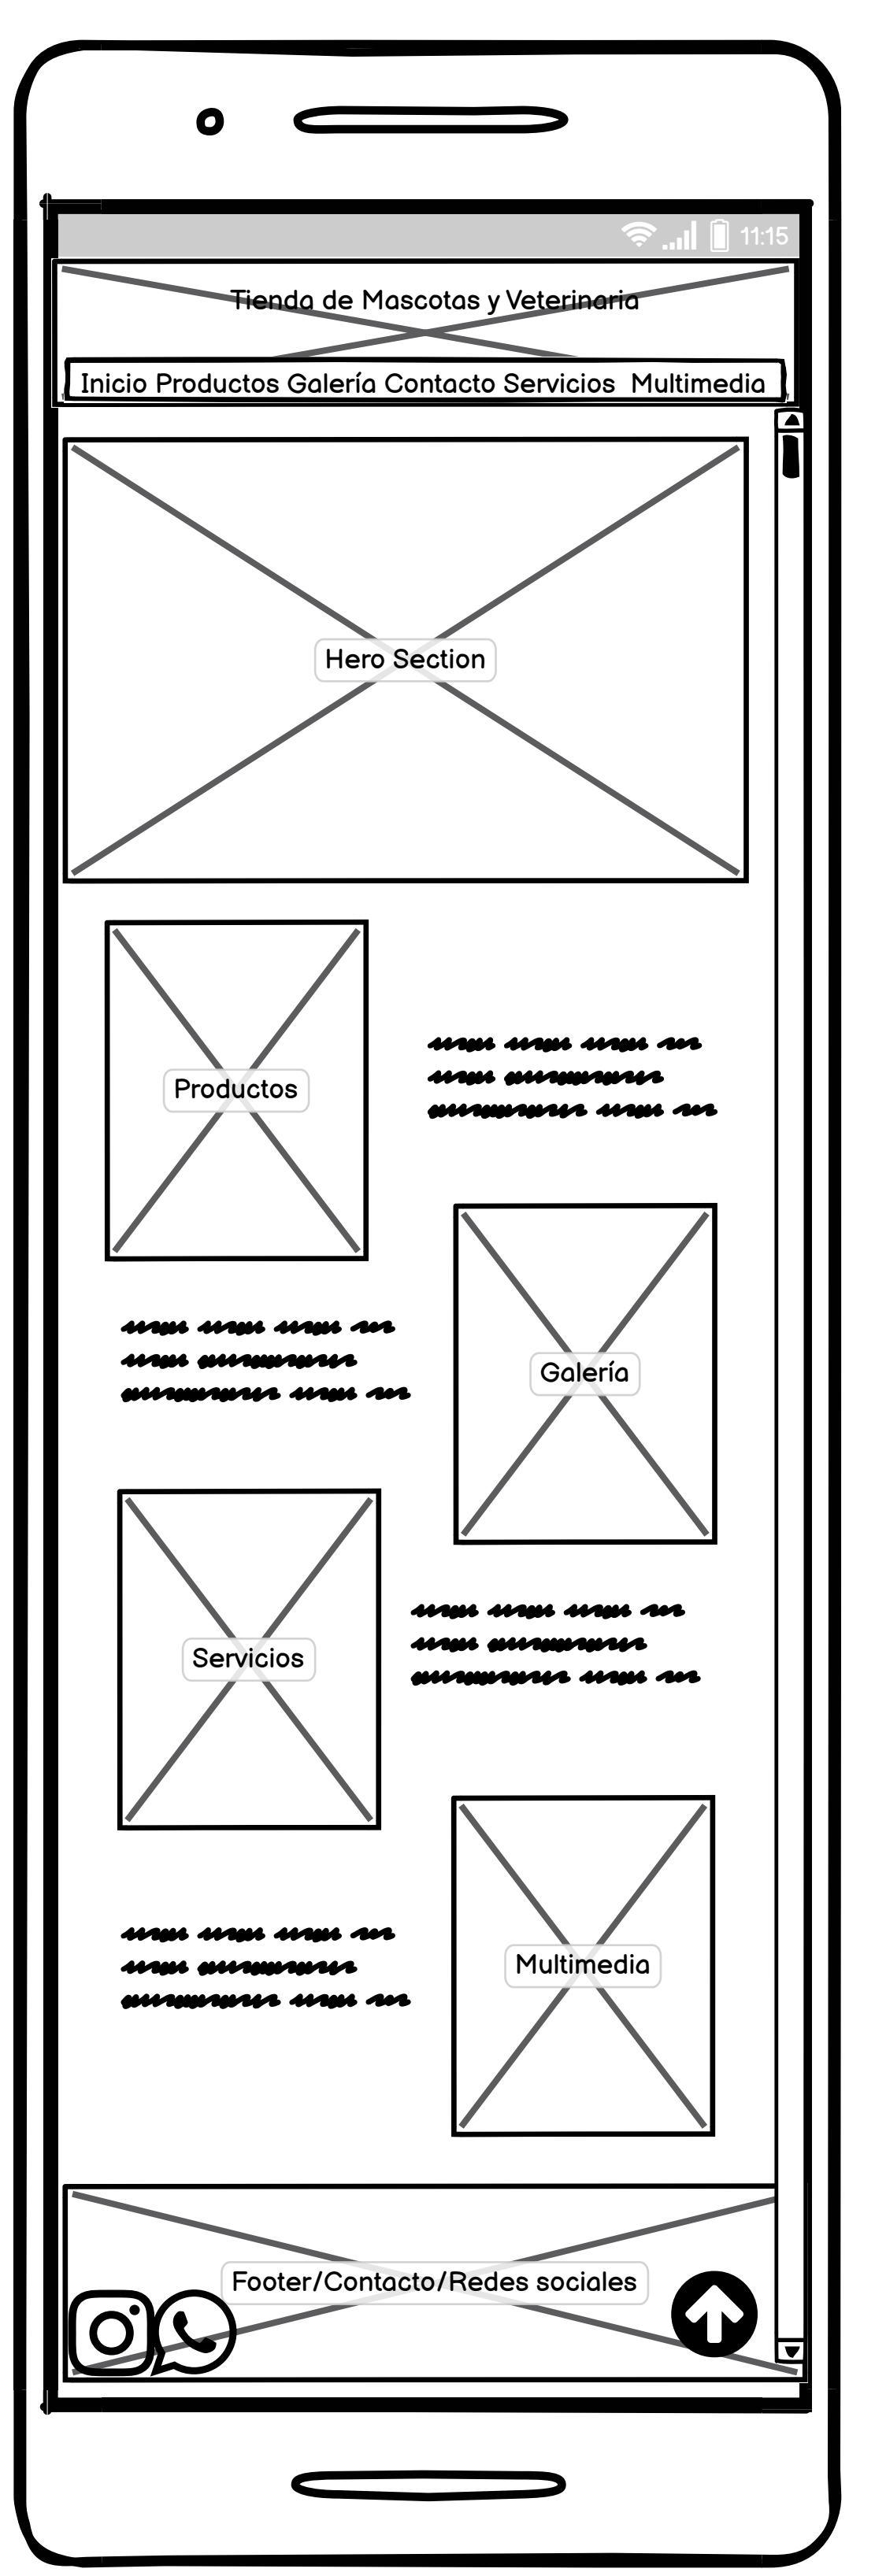 11:15
Tienda de Mascotas y Veterinaria
Inicio Productos Galería Contacto Servicios Multimedia
Hero Section
Productos
Galería
Servicios
Multimedia
Footer/Contacto/Redes sociales